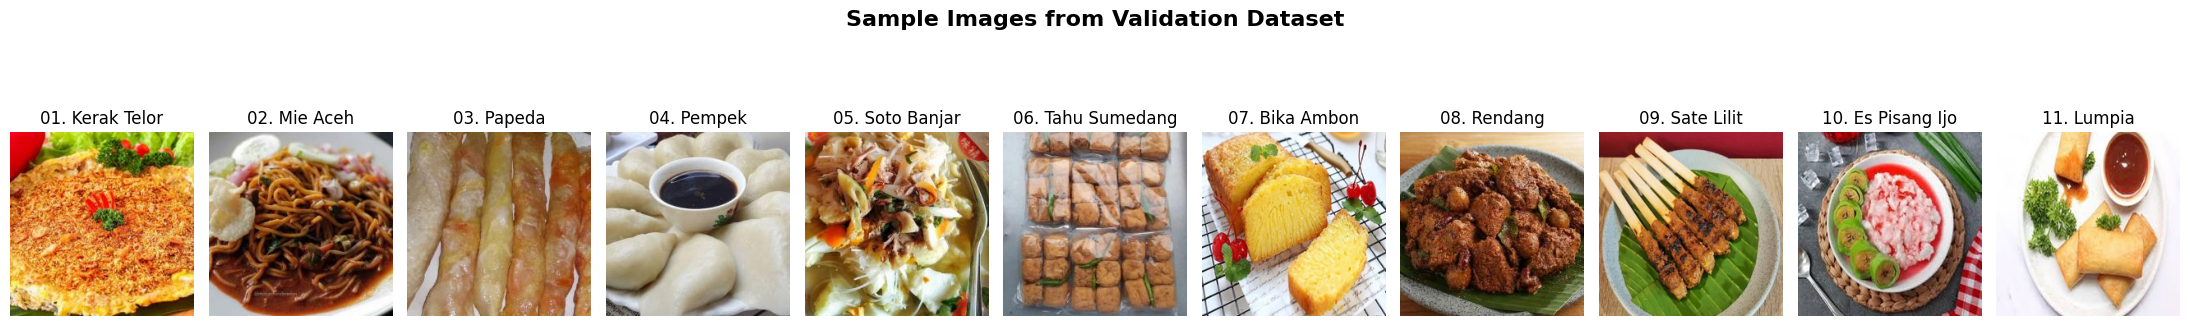 Sample Images from Validation Dataset
01. Kerak Telor
02. Mie Aceh
03. Papeda
04. Pempek
05. Soto Banjar
06. Tahu Sumedang
07. Bika Ambon
08. Rendang
09. Sate Lilit
10. Es Pisang Ijo
11. Lumpia